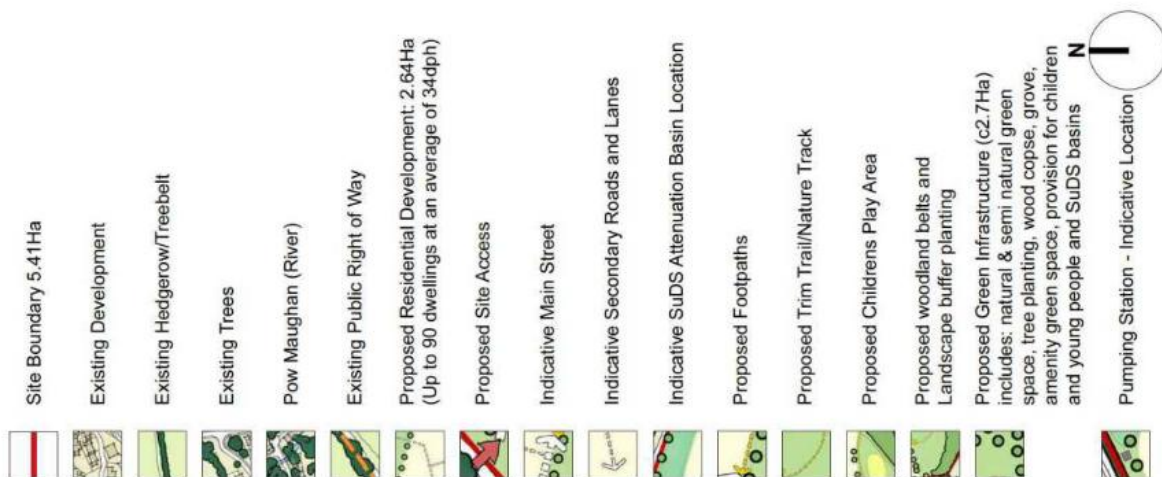 Site Boundary 5.41Ha
Existing Development
Existing Hedgerow/Treebelt
Existing Trees
Pow Maughan (River)
Existing Public Right of Way
Proposed Residential Development: 2.64Ha
(Up to 90 dwellings at an average of 34dph)
Proposed Site Access
Indicative Main Street
Indicative Secondary Roads and Lanes
Indicative SuDS Attenuation Basin Location
Proposed Footpaths
Proposed Trim Trail/Nature Track
Proposed Childrens Play Area
Proposed woodland belts and
Landscape buffer planting
Proposed Green Infrastructure (c2.7Ha)
includes: natural & semi natural green
space, tree planting, wood copse, grove,
amenity green space, provision for children
and young people and SuDS basins
Pumping Station - Indicative Location
N